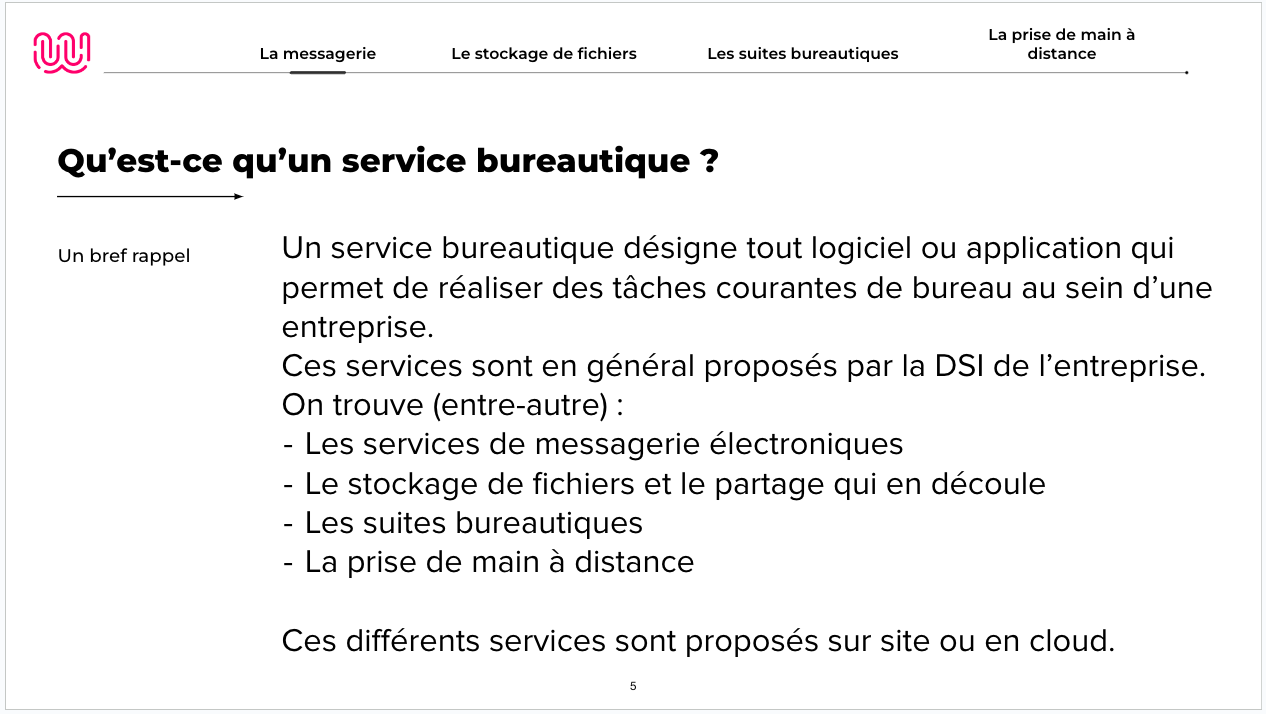 La messagerie
Le stockage de fichiers
Les suites bureautiques
La prise de main à
distance
Qu’est-ce qu’un service bureautique ?
Un bref rappel
Un service bureautique désigne tout logiciel ou application qui
permet de réaliser des tâches courantes de bureau au sein d’une
entreprise.
Ces services sont en général proposés par la DSI de l’entreprise.
On trouve (entre-autre) :
- Les services de messagerie électroniques
- Le stockage de fichiers et le partage qui en découle
- Les suites bureautiques
- La prise de main à distance
Ces différents services sont proposés sur site ou en cloud.
5